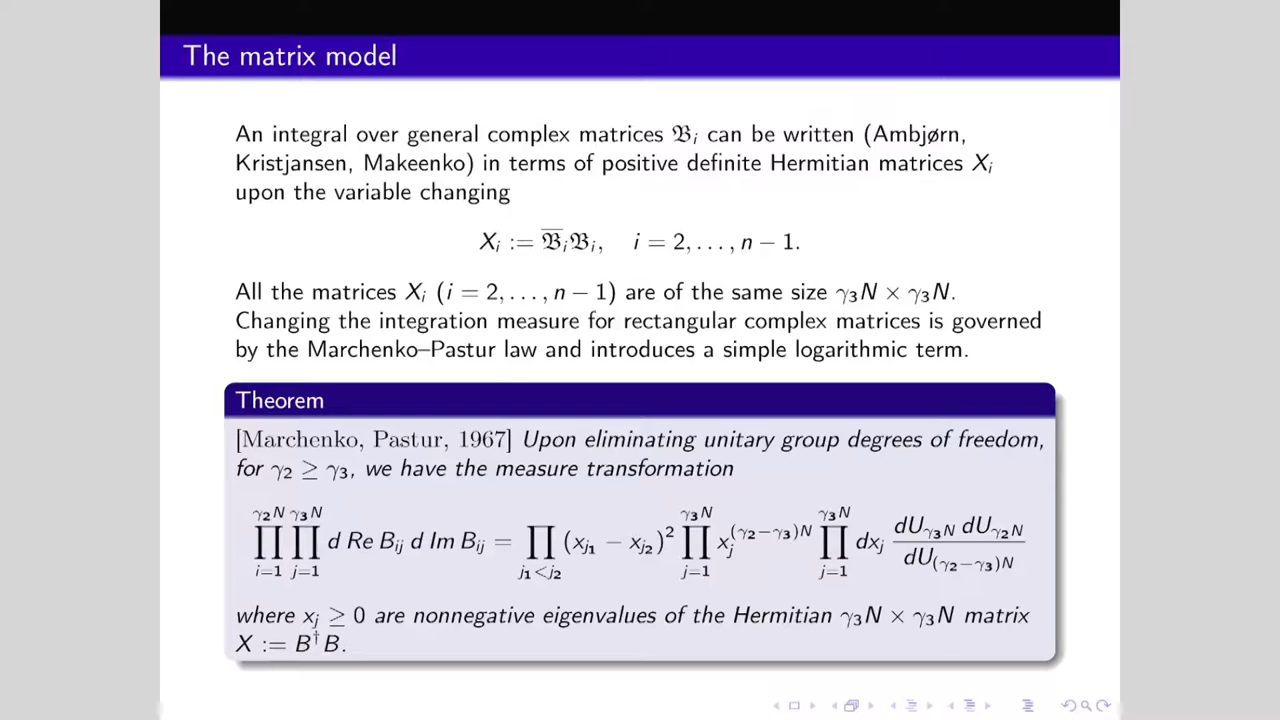 The matrix model
An integral over general complex matrices 𝔅ᵢ can be written (Ambjørn,
Kristjansen, Makeenko) in terms of positive definite Hermitian matrices Xᵢ
upon the variable changing
Xᵢ := 𝔅̅ᵢ𝔅ᵢ, i = 2, . . . , n − 1.
All the matrices Xᵢ (i = 2, . . . , n − 1) are of the same size γ₃N × γ₃N.
Changing the integration measure for rectangular complex matrices is governed
by the Marchenko–Pastur law and introduces a simple logarithmic term.
Theorem
[Marchenko, Pastur, 1967] Upon eliminating unitary group degrees of freedom,
for γ₂ ≥ γ₃, we have the measure transformation
∏_{i=1}^{γ₂N} ∏_{j=1}^{γ₃N} d Re B_{ij} d Im B_{ij} = ∏_{j₁<j₂} (x_{j₁} − x_{j₂})² ∏_{j=1}^{γ₃N} x_j^{(γ₂−γ₃)N} ∏_{j=1}^{γ₃N} dx_j \frac{dU_{γ₃N} dU_{γ₂N}}{dU_{(γ₂−γ₃)N}}
where x_j ≥ 0 are nonnegative eigenvalues of the Hermitian γ₃N × γ₃N matrix
X := B†B.